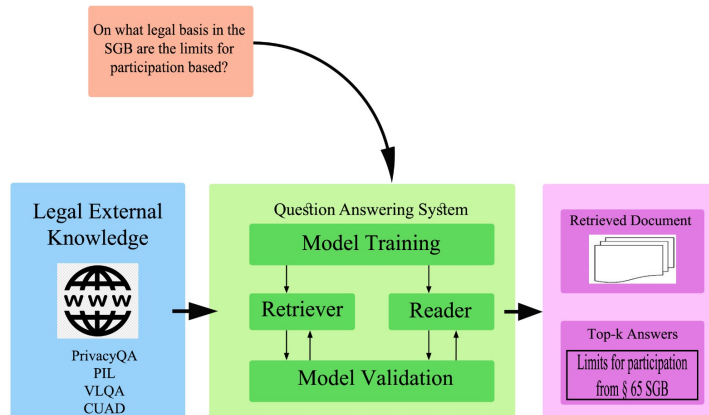 On what legal basis in the
SGB are the limits for
participation based?
Legal External
Knowledge
WWW
PrivacyQA
PIL
VLQA
CUAD
Question Answering System
Model Training
Retriever
Reader
Model Validation
Retrieved Document
Top-k Answers
Limits for participation
from § 65 SGB